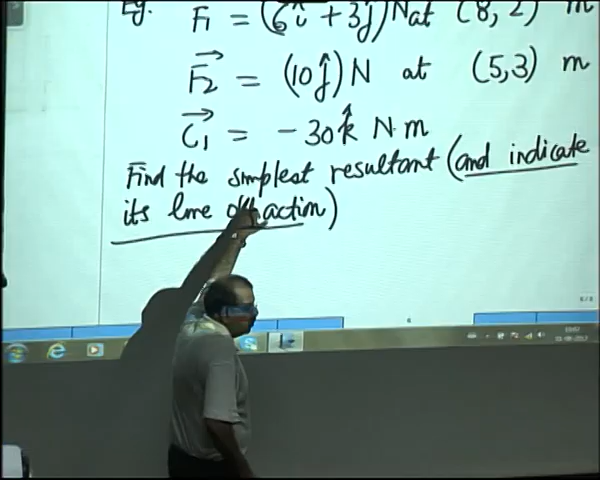 Eg. F1 = (6î + 3ĵ) N at (8, 2) m
F2 = (10ĵ) N at (5,3) m
C1 = - 30k̂ N m
Find the simplest resultant (and indicate
its line of action)